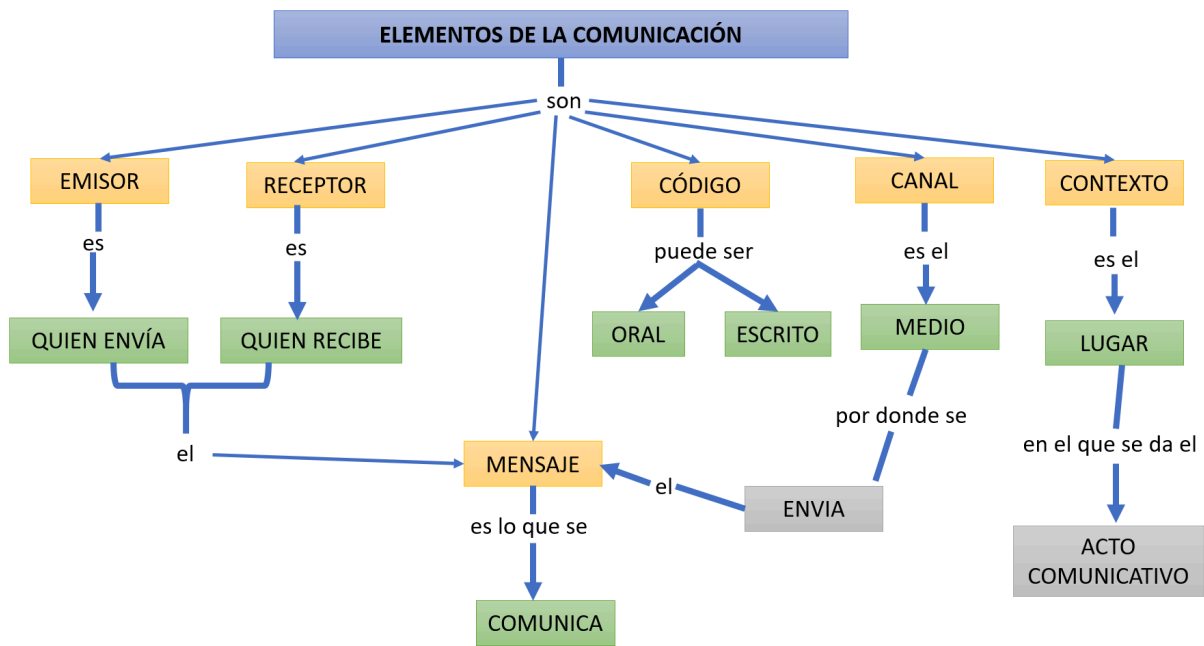 ELEMENTOS DE LA COMUNICACIÓN
son
EMISOR
RECEPTOR
CÓDIGO
CANAL
CONTEXTO
es
es
puede ser
es el
es el
QUIEN ENVÍA
QUIEN RECIBE
ORAL
ESCRITO
MEDIO
LUGAR
por donde se
en el que se da el
el
MENSAJE
el
ENVIA
es lo que se
ACTO
COMUNICATIVO
COMUNICA